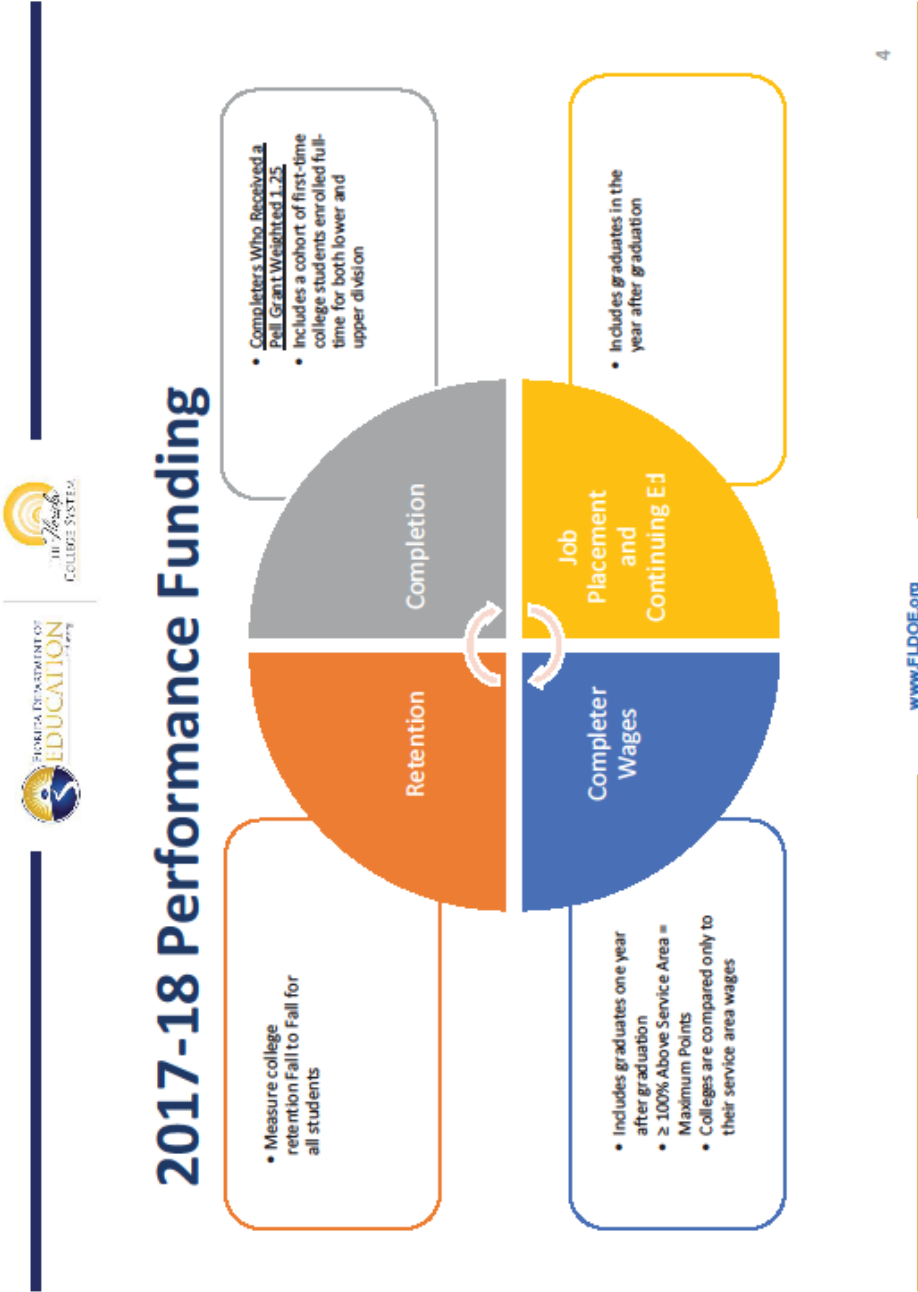 FLORIDA DEPARTMENT OF
EDUCATION
THE Florida
COLLEGE SYSTEM
2017-18 Performance Funding
• Measure college
retention Fall to Fall for
all students
Retention
Completion
• Completers Who Received a
Pell Grant Weighted 1.25
• Includes a cohort of first-time
college students enrolled full-
time for both lower and
upper division
• Includes graduates one year
after graduation
• ≥ 100% Above Service Area =
Maximum Points
• Colleges are compared only to
their service area wages
Completer
Wages
Job
Placement
and
Continuing Ed
• Includes graduates in the
year after graduation
www.FLDOE.org
4